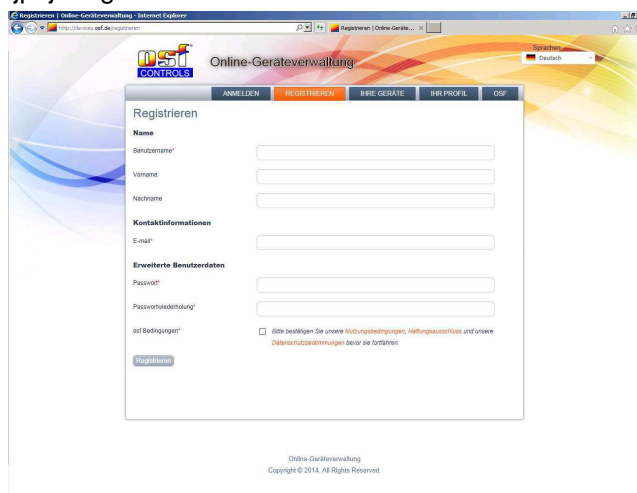 Registrieren | Online-Geräteverwaltung - Internet Explorer
http://devices.osf.de/registrieren
Registrieren | Online-Geräte...
Sprachen
Deutsch
osf
CONTROLS
Online-Geräteverwaltung
ANMELDEN REGISTRIEREN IHRE GERÄTE IHR PROFIL OSF
Registrieren
Name
Benutzername*
Vorname
Nachname
Kontaktinformationen
E-mail*
Erweiterte Benutzerdaten
Passwort*
Passwortwiederholung*
osf Bedingungen*
Bitte bestätigen Sie unsere Nutzungsbedingungen, Haftungsausschluss und unsere
Datenschutzbestimmungen bevor sie fortfahren.
Registrieren
Online-Geräteverwaltung
Copyright © 2014. All Rights Reserved.